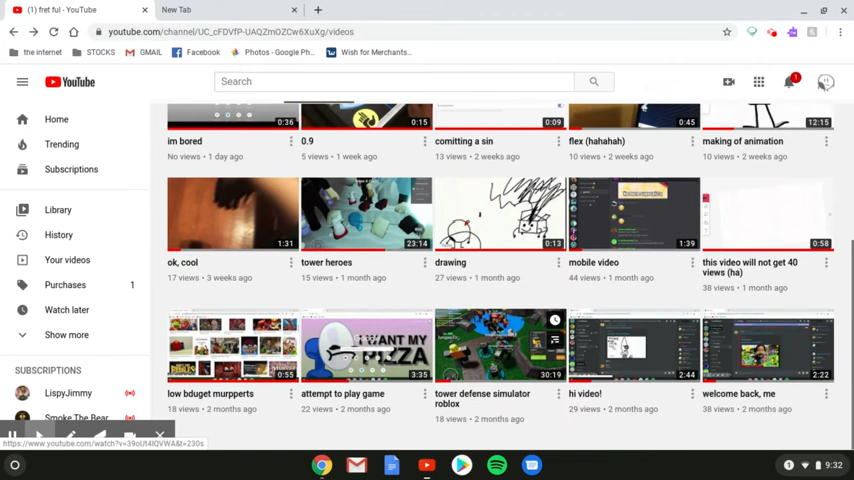 (1) fret ful - YouTube
New Tab
youtube.com/channel/UC_cFDVfP-UAQZmOZCw6XuXg/videos
the internet
STOCKS
GMAIL
Facebook
Photos - Google Ph...
Wish for Merchants...
YouTube
Search
1
Home
Trending
Subscriptions
Library
History
Your videos
Purchases 1
Watch later
Show more
SUBSCRIPTIONS
LispyJimmy
Smoke The Bear
0:36
0:15
0:09
0:45
12:15
im bored
0.9
comitting a sin
flex (hahahah)
making of animation
No views • 1 day ago
5 views • 1 week ago
13 views • 2 weeks ago
10 views • 2 weeks ago
10 views • 2 weeks ago
1:31
23:14
0:13
1:39
0:58
ok, cool
tower heroes
drawing
mobile video
this video will not get 40
views (ha)
17 views • 3 weeks ago
15 views • 1 month ago
27 views • 1 month ago
44 views • 1 month ago
38 views • 1 month ago
WANT MY
PIZZA
0:55
3:35
30:19
2:44
2:22
low bduget murpperts
attempt to play game
tower defense simulator
roblox
hi video!
welcome back, me
18 views • 2 months ago
22 views • 2 months ago
18 views • 2 months ago
29 views • 2 months ago
38 views • 2 months ago
https://www.youtube.com/watch?v=39oUt4IQVWA&t=230s
1
9:32